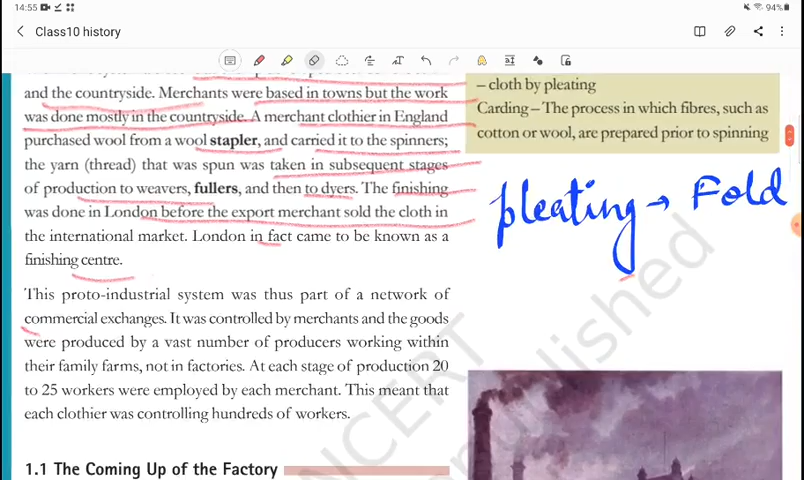 14:55
94%
Class10 history
and the countryside. Merchants were based in towns but the work
was done mostly in the countryside. A merchant clothier in England
purchased wool from a wool stapler, and carried it to the spinners;
the yarn (thread) that was spun was taken in subsequent stages
of production to weavers, fullers, and then to dyers. The finishing
was done in London before the export merchant sold the cloth in
the international market. London in fact came to be known as a
finishing centre.
This proto-industrial system was thus part of a network of
commercial exchanges. It was controlled by merchants and the goods
were produced by a vast number of producers working within
their family farms, not in factories. At each stage of production 20
to 25 workers were employed by each merchant. This meant that
each clothier was controlling hundreds of workers.
1.1 The Coming Up of the Factory
– cloth by pleating
Carding – The process in which fibres, such as
cotton or wool, are prepared prior to spinning
pleating → Fold
NCERT
published